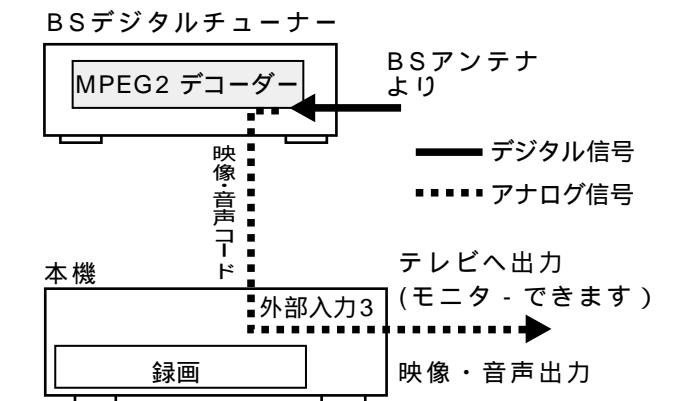 BSデジタルチューナー
MPEG2 デコーダー
BSアンテナ
より
デジタル信号
アナログ信号
映像・音声コード
本機
外部入力3
テレビへ出力
(モニタ - できます)
録画
映像・音声出力